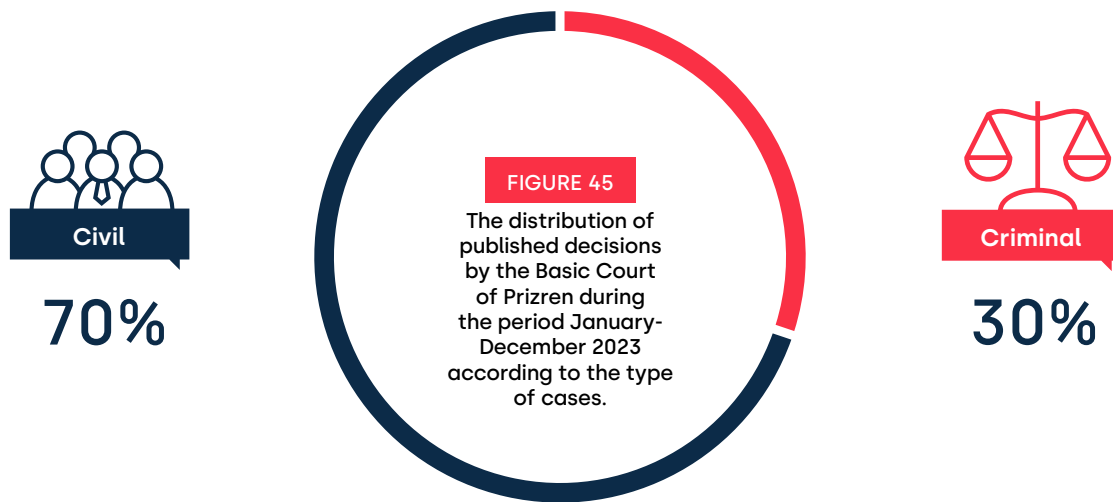 Civil
70%
FIGURE 45
The distribution of
published decisions
by the Basic Court
of Prizren during
the period January-
December 2023
according to the type
of cases.
Criminal
30%